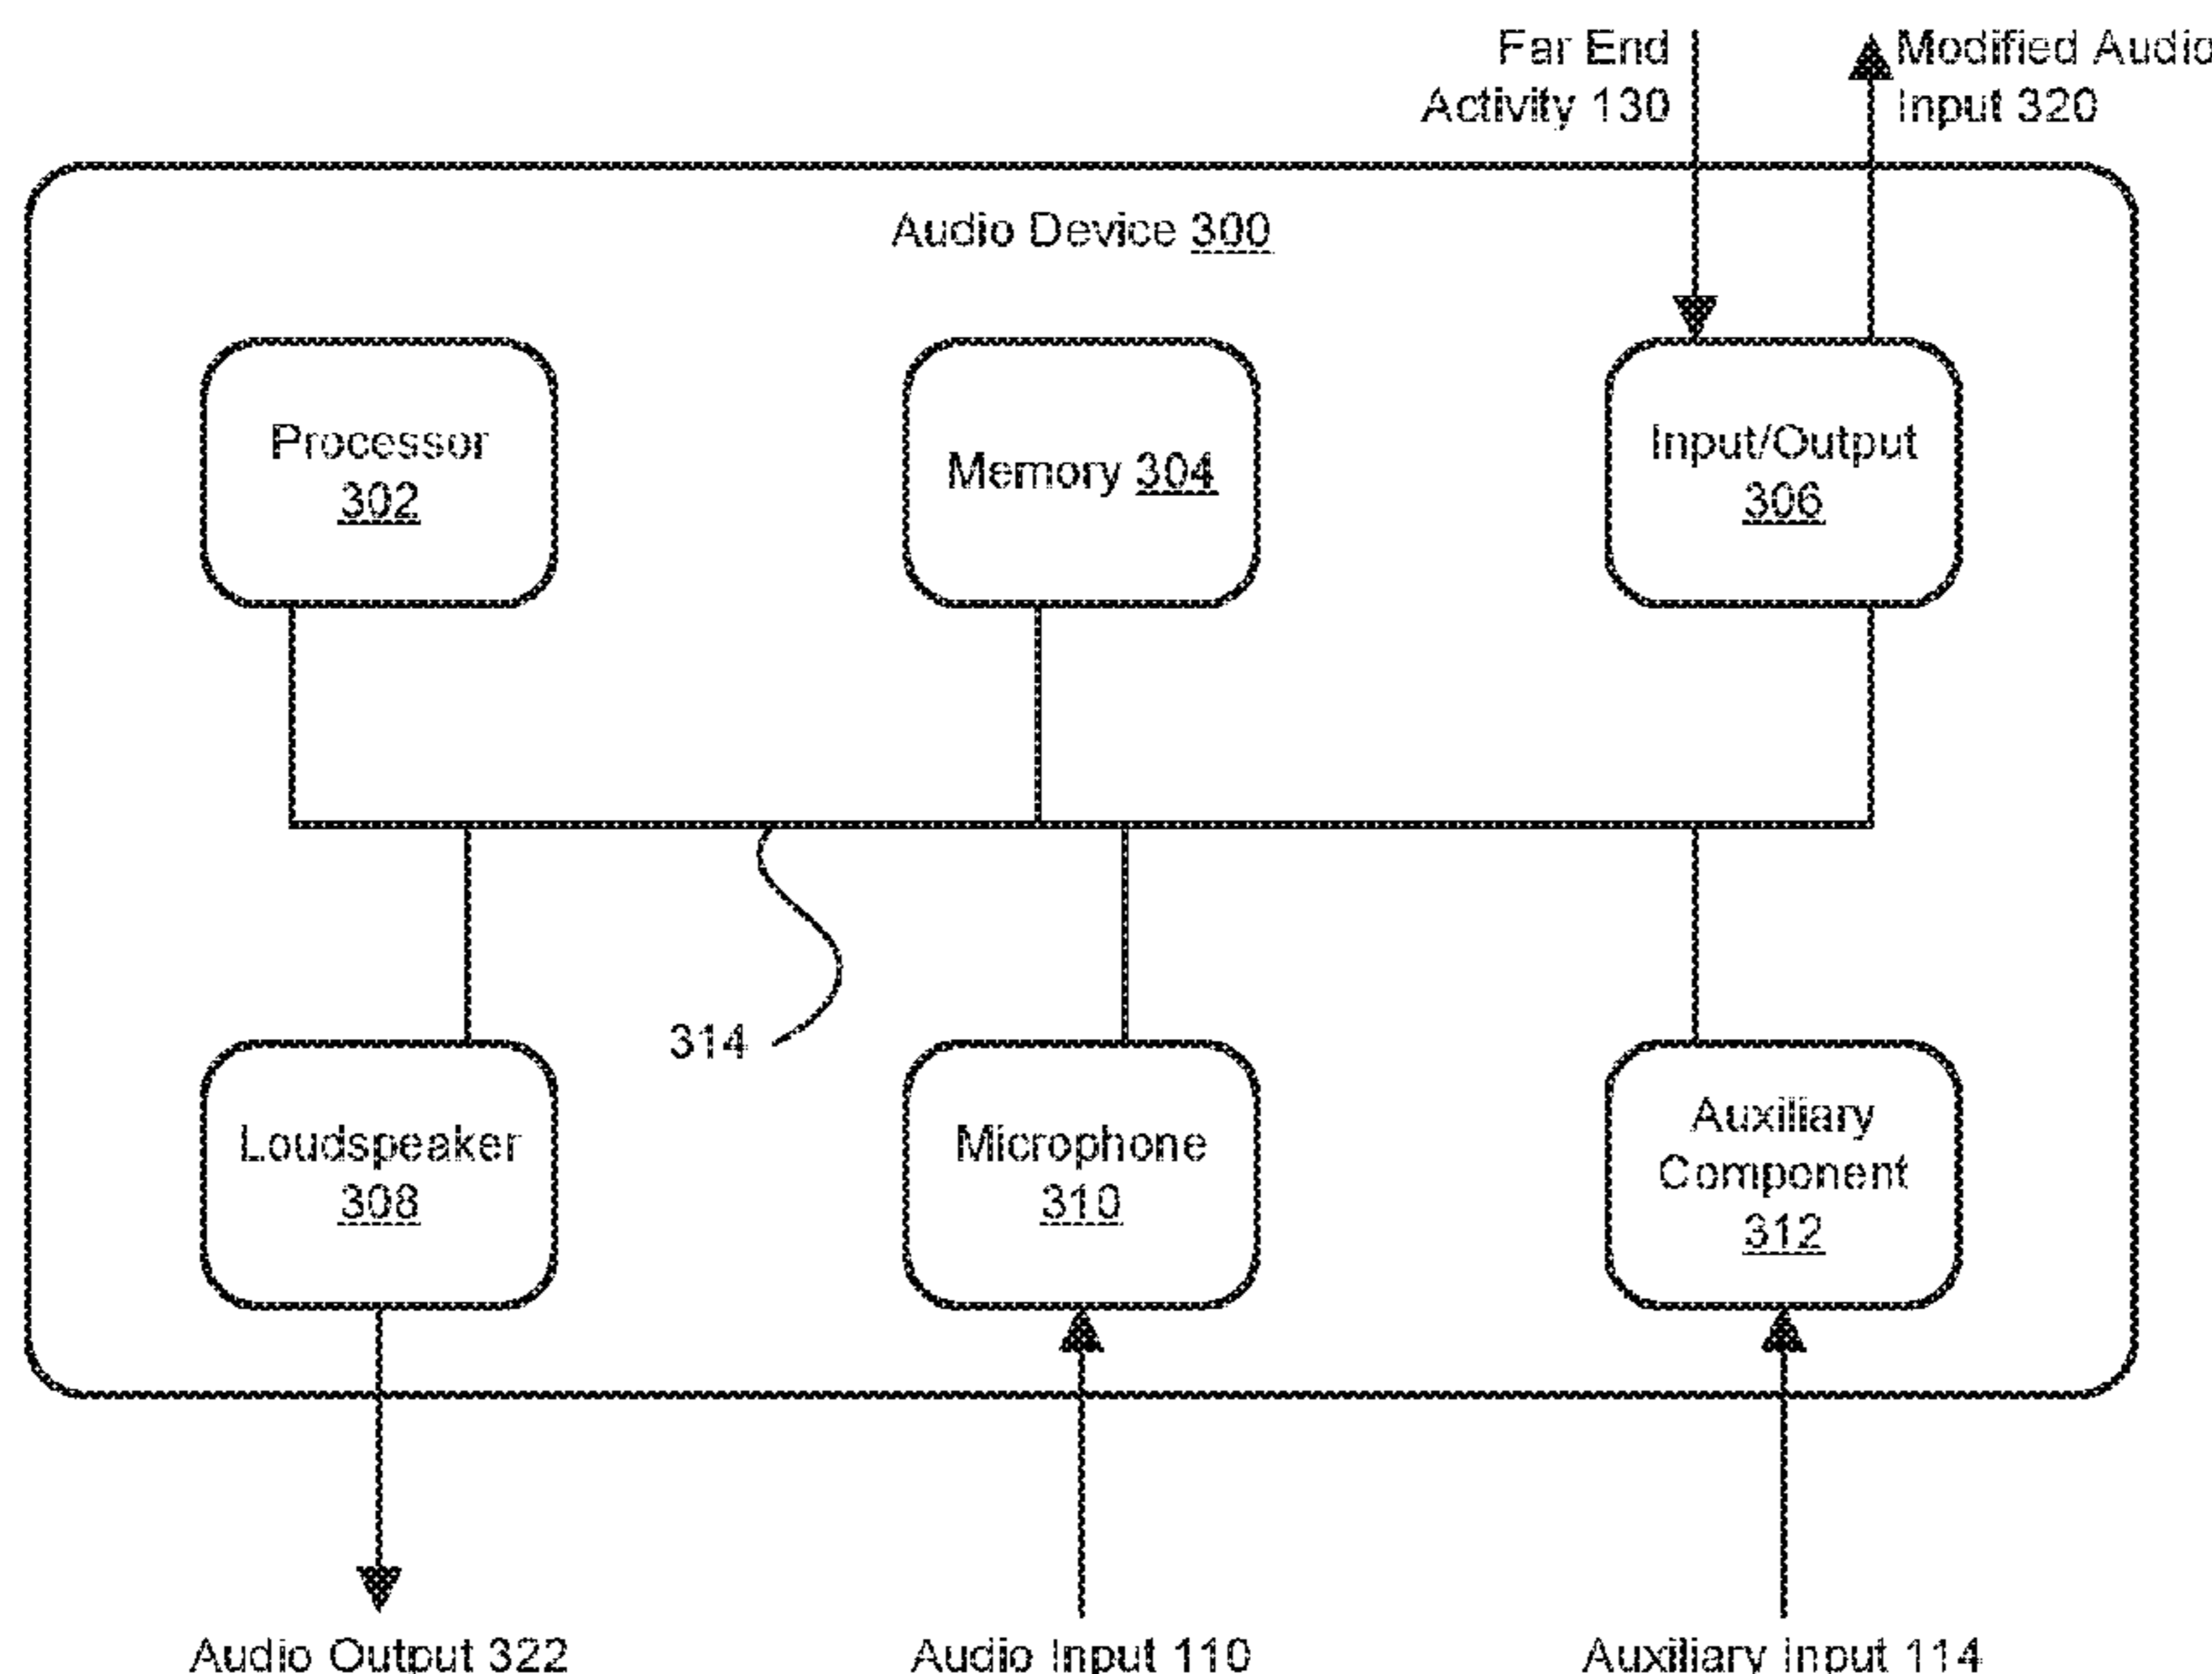 Far End
Activity 130
Modified Audio
Input 320
Audio Device 300
Processor
302
Memory 304
Input/Output
306
314
Loudspeaker
308
Microphone
310
Auxiliary
Component
312
Audio Output 322
Audio Input 110
Auxiliary Input 114